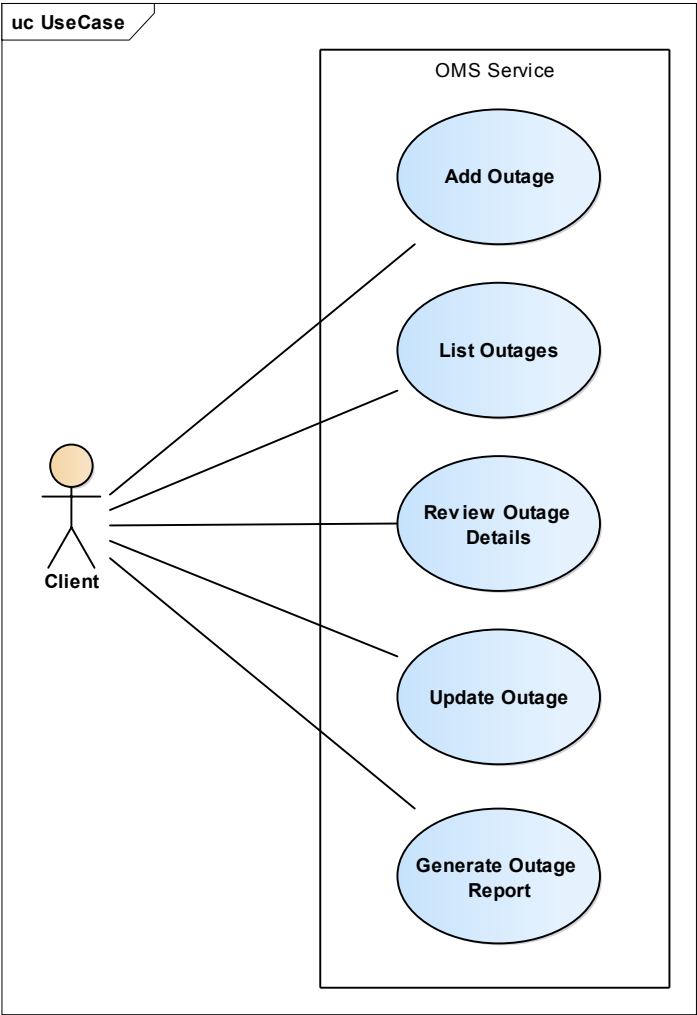 uc UseCase
OMS Service
Add Outage
List Outages
Review Outage
Details
Client
Update Outage
Generate Outage
Report